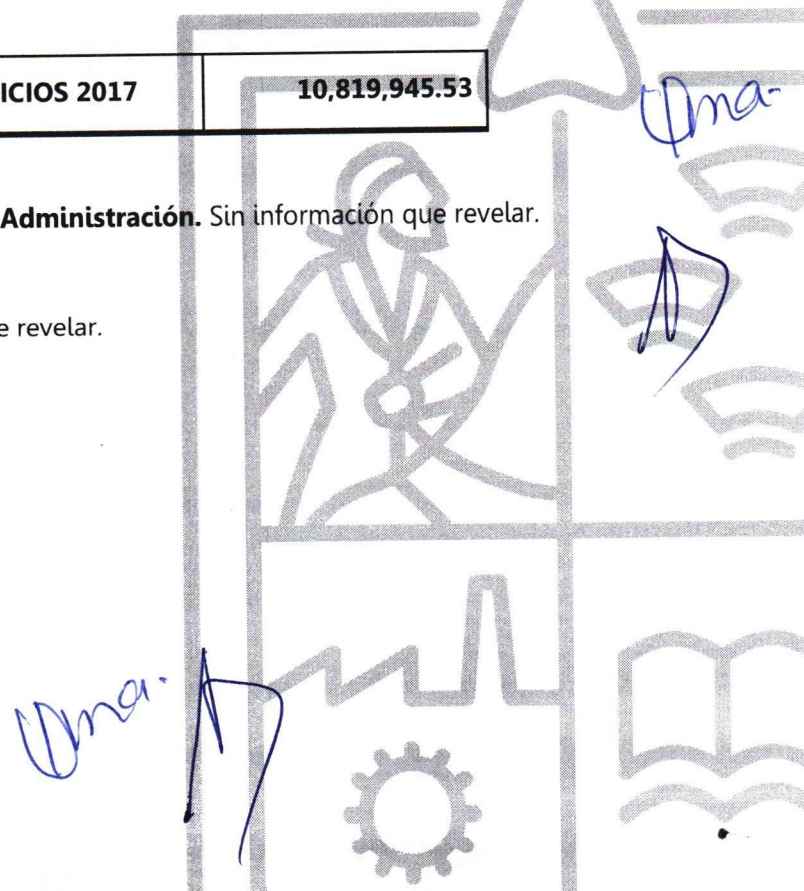 ICIOS 2017 10,819,945.53
Administración. Sin información que revelar.
e revelar.